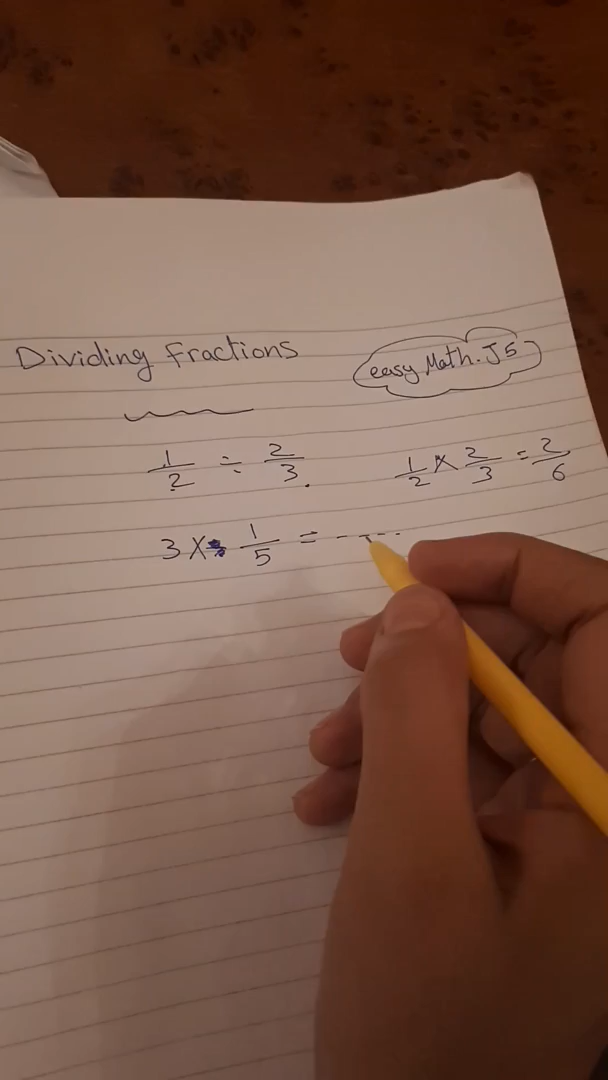 Dividing Fractions
easy Math.J5
1/2 ÷ 2/3.
1/2 × 2/3 = 2/6
3 × 1/5 = -----